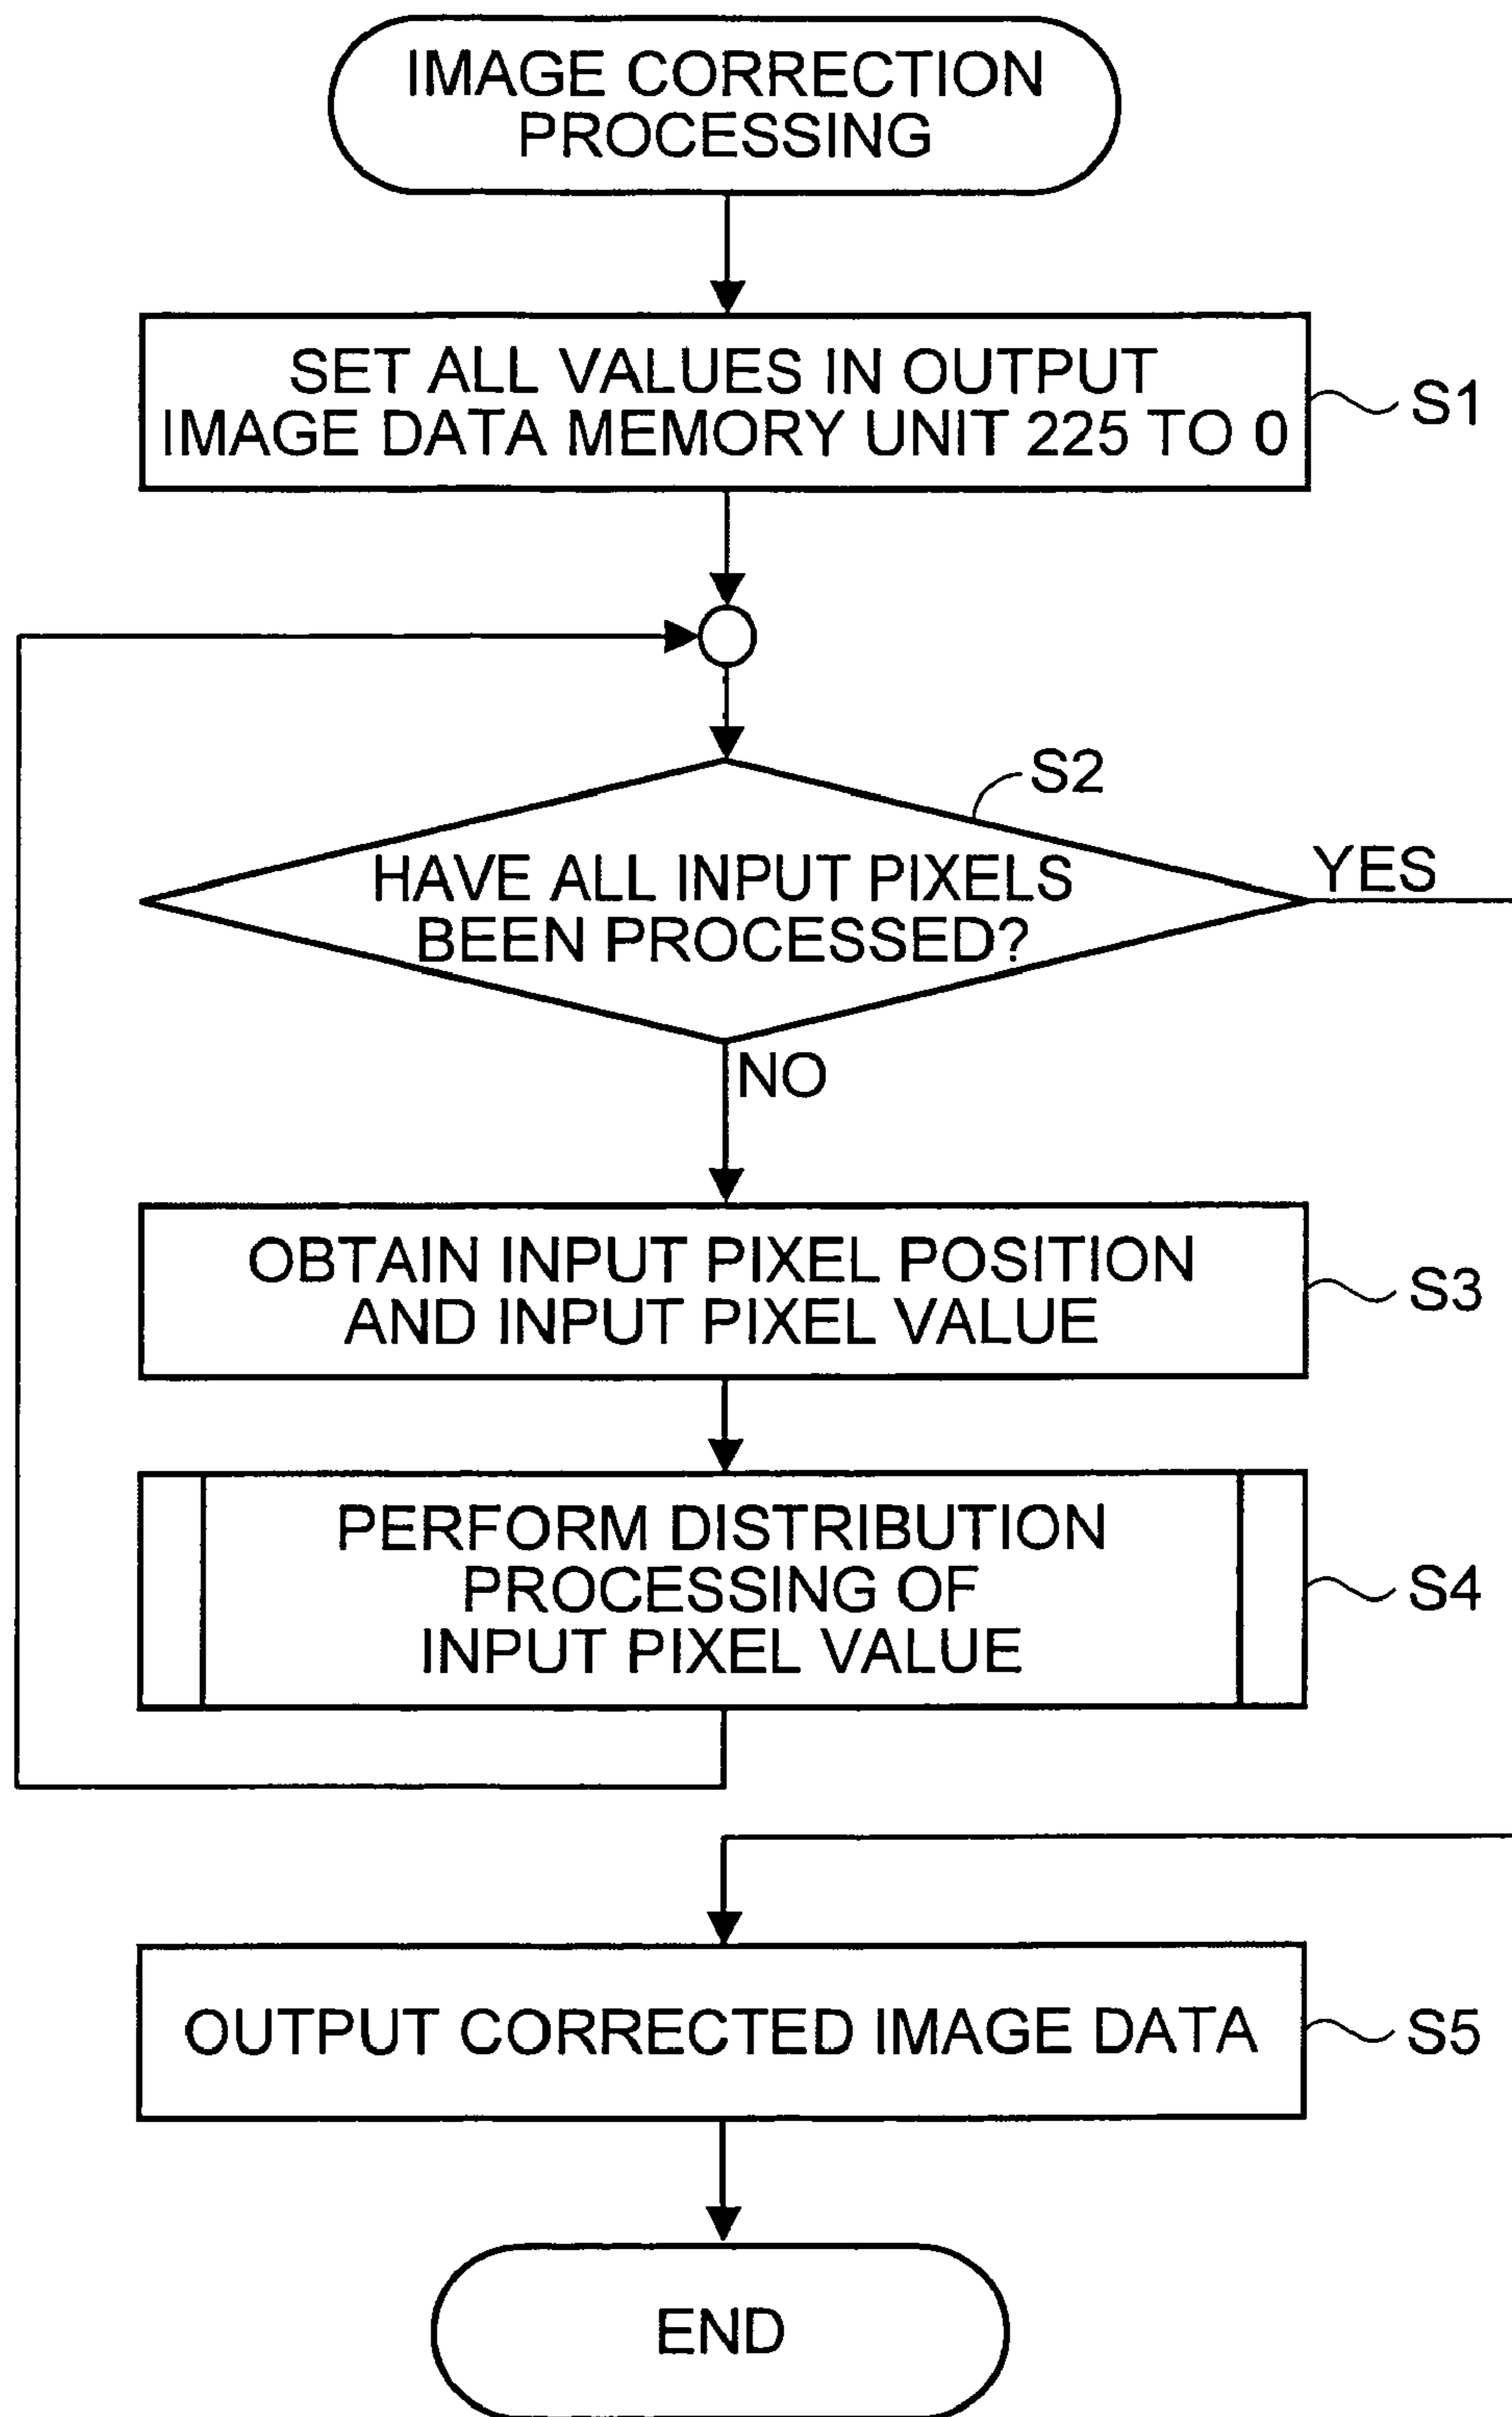 IMAGE CORRECTION
PROCESSING
SET ALL VALUES IN OUTPUT
IMAGE DATA MEMORY UNIT 225 TO 0
S1
S2
HAVE ALL INPUT PIXELS
BEEN PROCESSED?
YES
NO
OBTAIN INPUT PIXEL POSITION
AND INPUT PIXEL VALUE
S3
PERFORM DISTRIBUTION
PROCESSING OF
INPUT PIXEL VALUE
S4
OUTPUT CORRECTED IMAGE DATA
S5
END